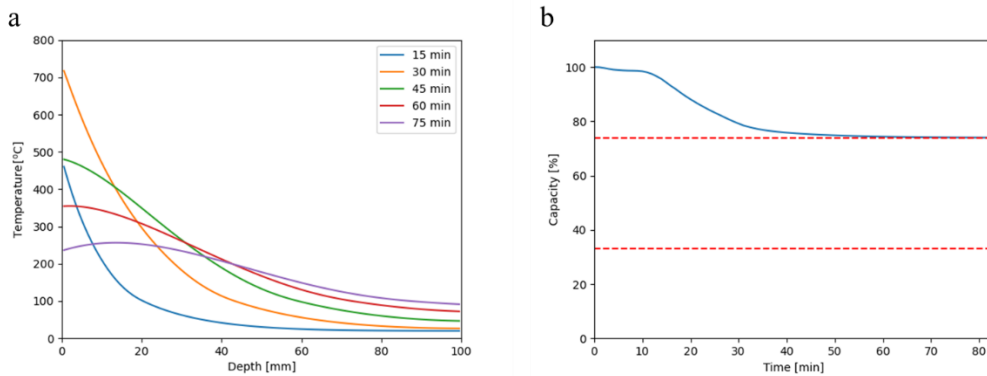 a
800
700
600
500
400
300
200
100
0
Temperature [°C]
0 20 40 60 80 100
Depth [mm]
15 min
30 min
45 min
60 min
75 min
b
100
80
60
40
20
0
Capacity [%]
0 10 20 30 40 50 60 70 80
Time [min]